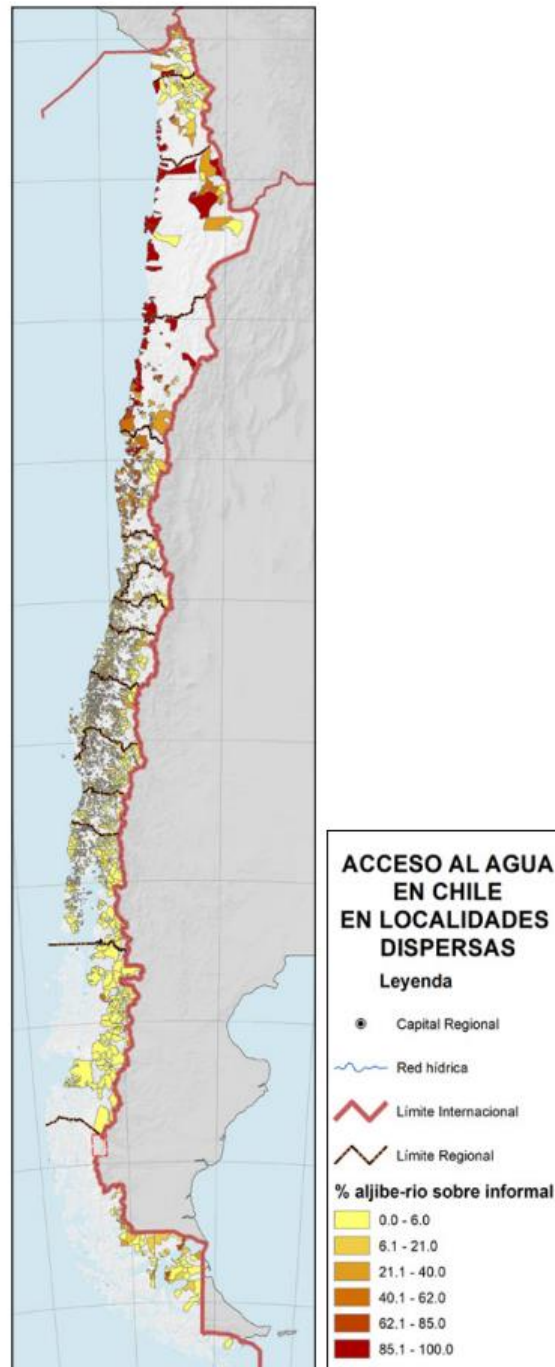 ACCESO AL AGUA
EN CHILE
EN LOCALIDADES
DISPERSAS
Leyenda
Capital Regional
Red hídrica
Límite Internacional
Límite Regional
% aljibe-rio sobre informal
0.0 - 6.0
6.1 - 21.0
21.1 - 40.0
40.1 - 62.0
62.1 - 85.0
85.1 - 100.0